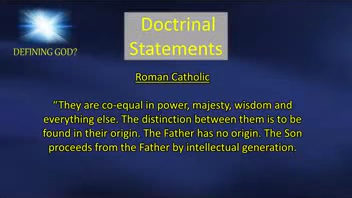 Doctrinal
Statements
DEFINING GOD?
Roman Catholic
"They are co-equal in power, majesty, wisdom and
everything else. The distinction between them is to be
found in their origin. The Father has no origin. The Son
proceeds from the Father by intellectual generation.